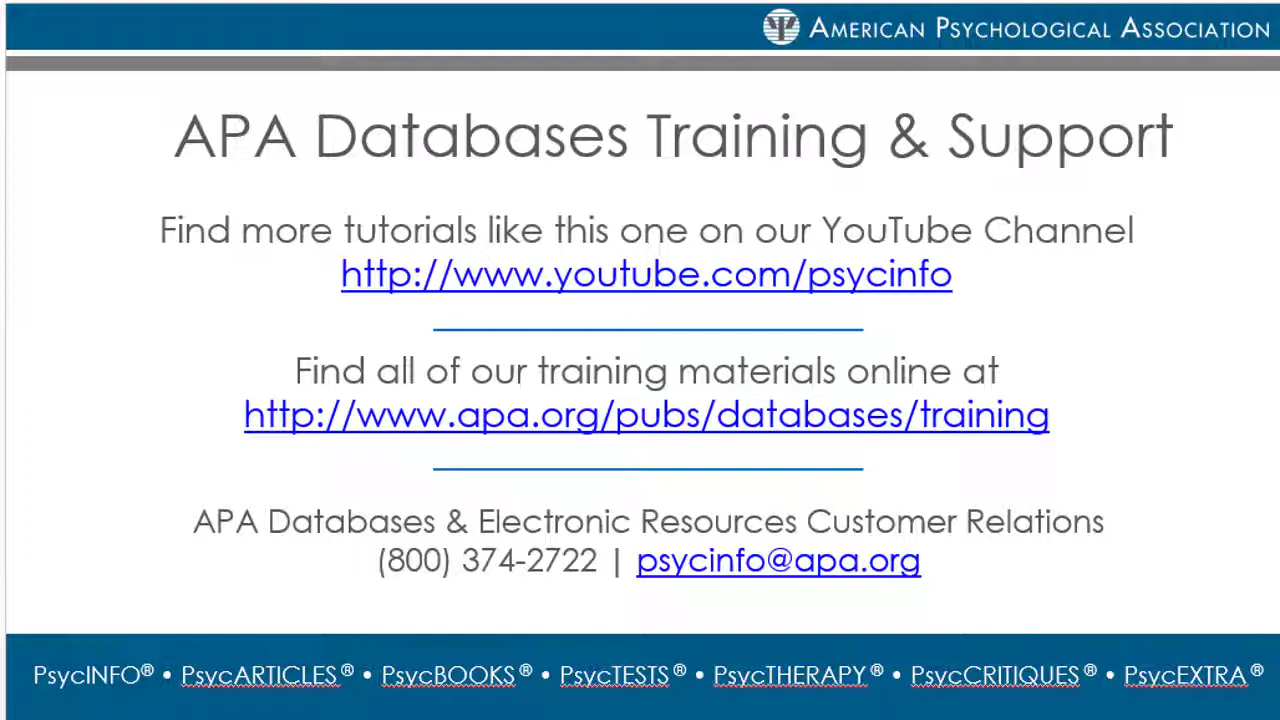 AMERICAN PSYCHOLOGICAL ASSOCIATION
APA Databases Training & Support
Find more tutorials like this one on our YouTube Channel
http://www.youtube.com/psycinfo
Find all of our training materials online at
http://www.apa.org/pubs/databases/training
APA Databases & Electronic Resources Customer Relations
(800) 374-2722 | psycinfo@apa.org
PsycINFO® • PsycARTICLES® • PsycBOOKS® • PsycTESTS® • PsycTHERAPY® • PsycCRITIQUES® • PsycEXTRA®